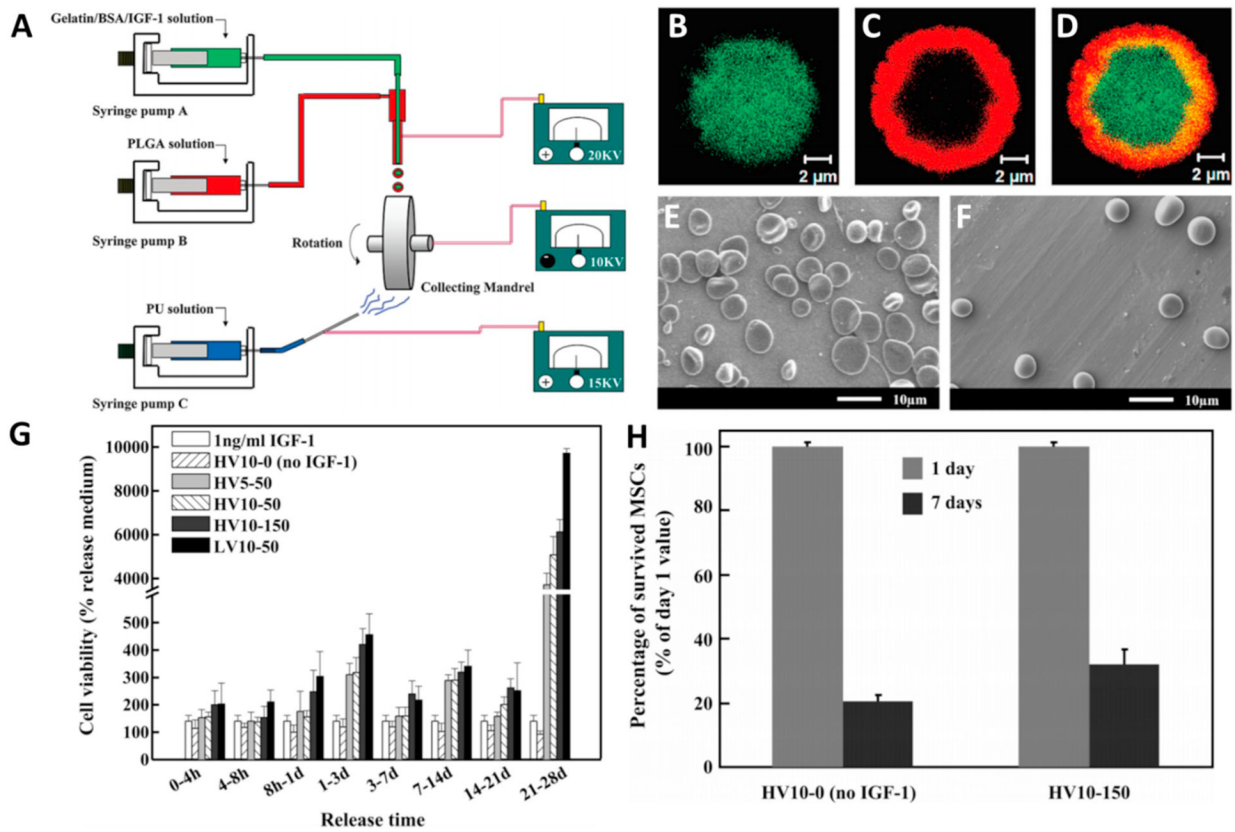 A
Gelatin/BSA/IGF-1 solution
Syringe pump A
20KV
PLGA solution
Syringe pump B
Rotation
10KV
Collecting Mandrel
PU solution
15KV
Syringe pump C
B
2 μm
C
2 μm
D
2 μm
E
10μm
F
10μm
G
Cell viability (% release medium)
10000
8000
6000
4000
500
400
300
200
100
0
1ng/ml IGF-1
HV10-0 (no IGF-1)
HV5-50
HV10-50
HV10-150
LV10-50
0-4h
4-8h
8h-1d
1-3d
3-7d
7-14d
14-21d
21-28d
Release time
H
Percentage of survived MSCs
(% of day 1 value)
100
80
60
40
20
0
1 day
7 days
HV10-0 (no IGF-1)
HV10-150